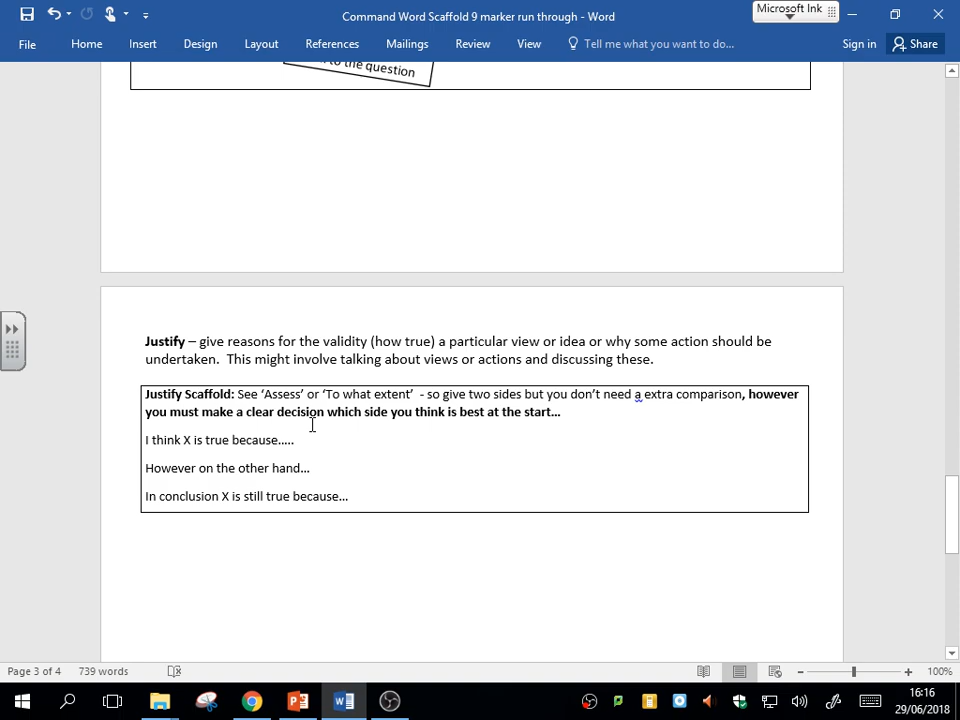 Command Word Scaffold 9 marker run through - Word
Microsoft Ink
File Home Insert Design Layout References Mailings Review View Tell me what you want to do... Sign in Share
to the question
Justify – give reasons for the validity (how true) a particular view or idea or why some action should be
undertaken. This might involve talking about views or actions and discussing these.
Justify Scaffold: See ‘Assess’ or ‘To what extent’ - so give two sides but you don’t need a extra comparison, however
you must make a clear decision which side you think is best at the start…
I think X is true because…..
However on the other hand…
In conclusion X is still true because…
Page 3 of 4 739 words 100%
16:16
29/06/2018